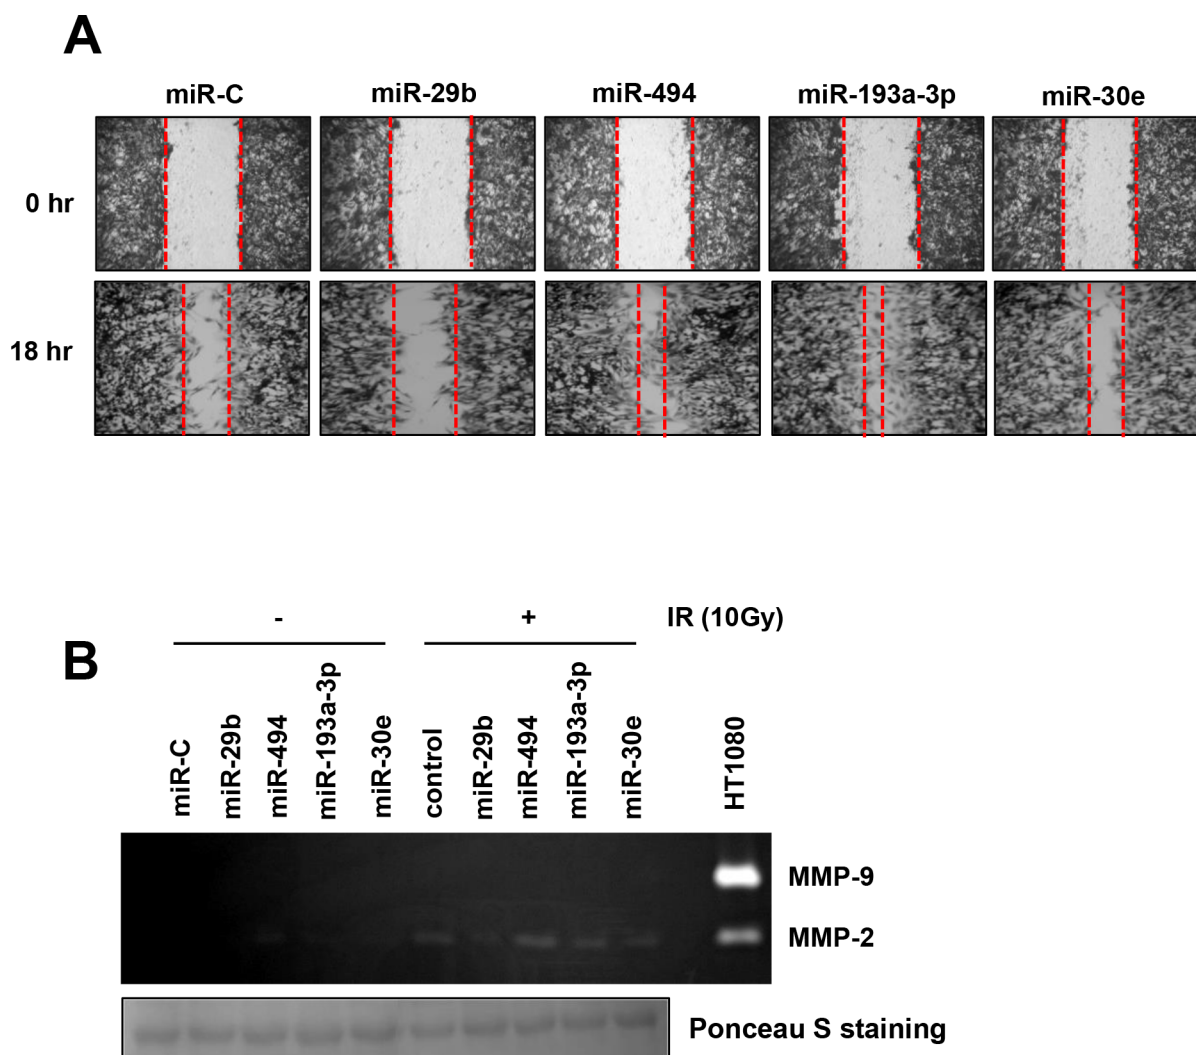 A
miR-C miR-29b miR-494 miR-193a-3p miR-30e
0 hr
18 hr
- + IR (10Gy)
B
miR-C miR-29b miR-494 miR-193a-3p miR-30e control miR-29b miR-494 miR-193a-3p miR-30e HT1080
MMP-9
MMP-2
Ponceau S staining